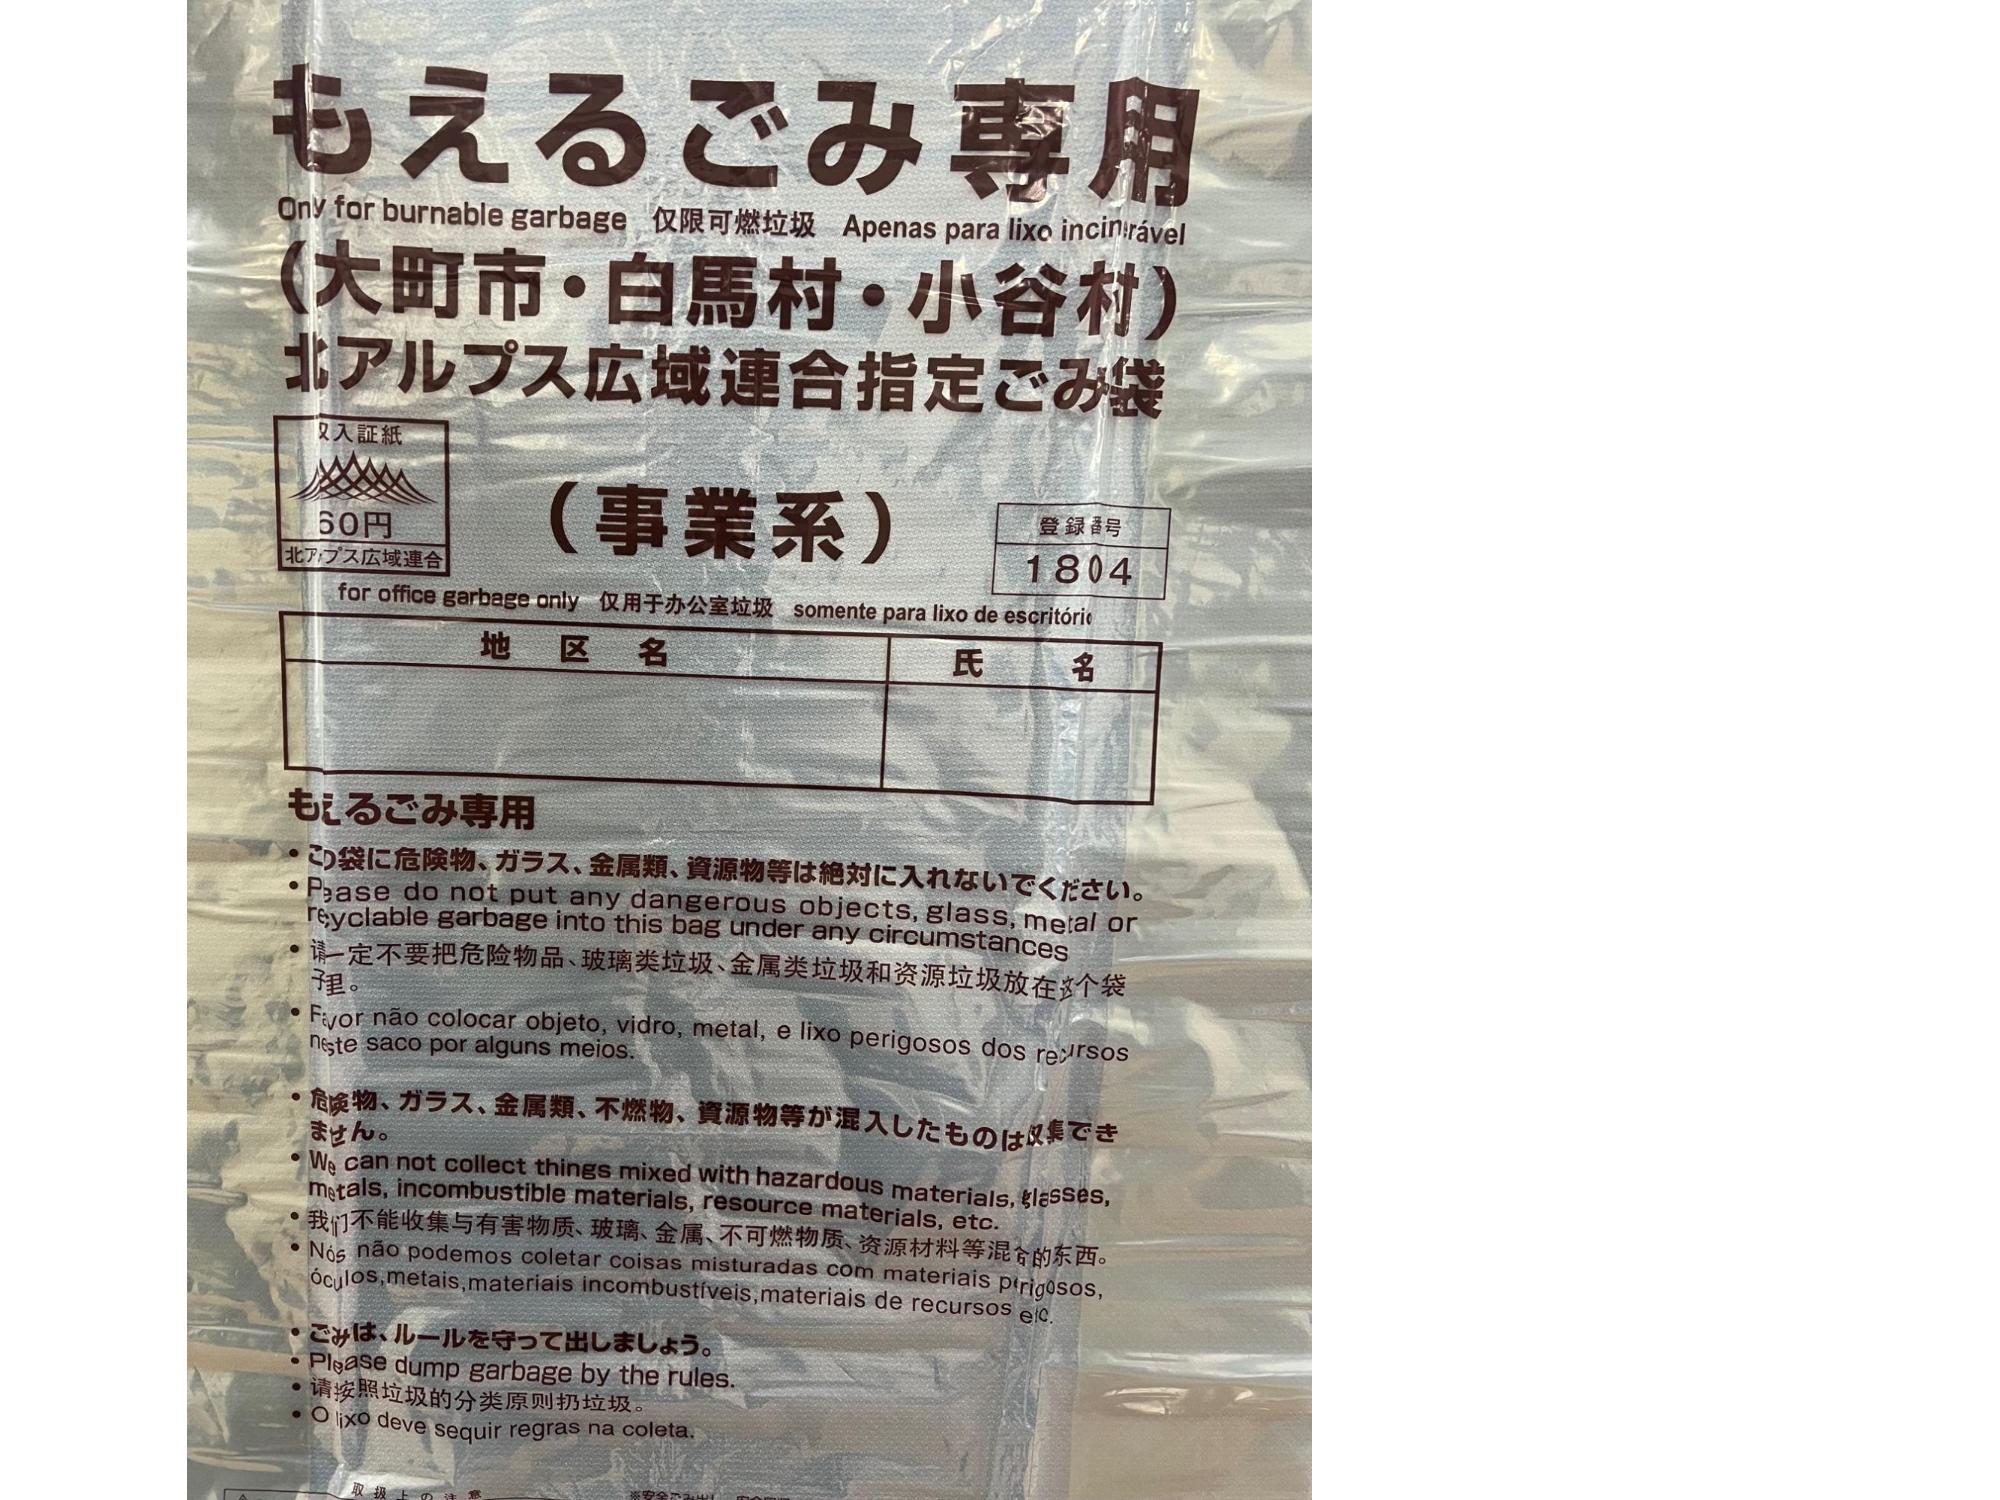 もえるごみ専用
Only for burnable garbage 仅限可燃垃圾 Apenas para lixo incinerável
(大町市・白馬村・小谷村)
北アルプス広域連合指定ごみ袋
収入証紙
60円
北アルプス広域連合
(事業系)
登録番号
1804
for office garbage only 仅用于办公室垃圾 somente para lixo de escritório
地区名 氏名
もえるごみ専用
・この袋に危険物、ガラス、金属類、資源物等は絶対に入れないでください。
・Please do not put any dangerous objects, glass, metal or
recyclable garbage into this bag under any circumstances
・请一定不要把危险物品、玻璃类垃圾、金属类垃圾和资源垃圾放在这个袋
子里。
・Favor não colocar objeto, vidro, metal, e lixo perigosos dos recursos
neste saco por alguns meios.
・危険物、ガラス、金属類、不燃物、資源物等が混入したものは収集でき
ません。
・We can not collect things mixed with hazardous materials, glasses,
metals, incombustible materials, resource materials, etc.
・我们不能收集与有害物质、玻璃、金属、不可燃物质、资源材料等混合的东西。
・Nós não podemos coletar coisas misturadas com materiais perigosos,
óculos,metais,materiais incombustíveis,materiais de recursos etc.
・ごみは、ルールを守って出しましょう。
・Please dump garbage by the rules.
・请按照垃圾的分类原则扔垃圾。
・O lixo deve sequir regras na coleta.
取扱上の注意